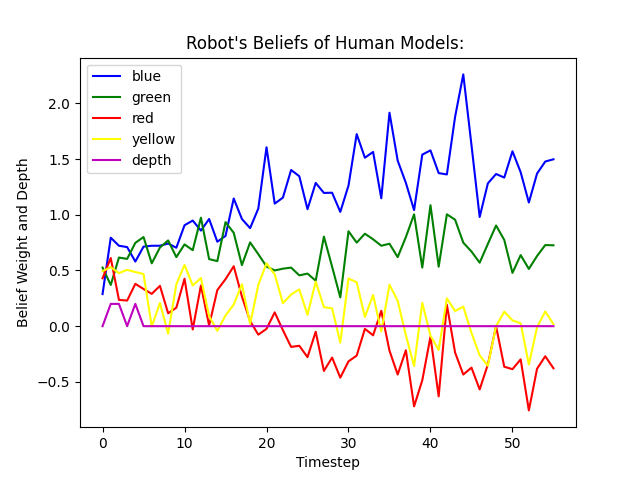 Robot's Beliefs of Human Models:
blue
green
red
yellow
depth
Belief Weight and Depth
2.0
1.5
1.0
0.5
0.0
−0.5
0
10
20
30
40
50
Timestep